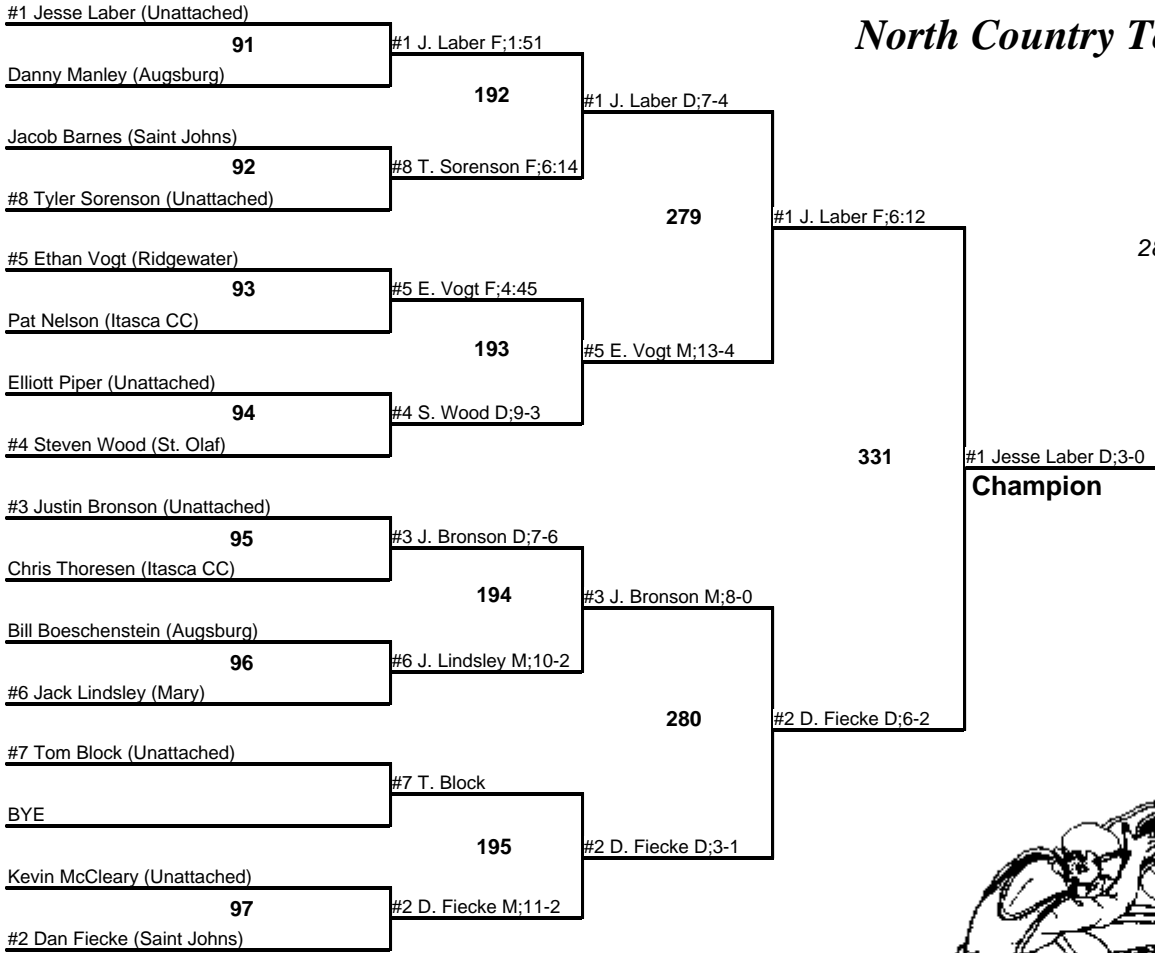 #1 Jesse Laber (Unattached)
91
Danny Manley (Augsburg)
#1 J. Laber F;1:51
North Country
192
#1 J. Laber D;7-4
Jacob Barnes (Saint Johns)
92
#8 Tyler Sorenson (Unattached)
#8 T. Sorenson F;6:14
279
#1 J. Laber F;6:12
#5 Ethan Vogt (Ridgewater)
93
Pat Nelson (Itasca CC)
#5 E. Vogt F;4:45
193
#5 E. Vogt M;13-4
Elliott Piper (Unattached)
94
#4 Steven Wood (St. Olaf)
#4 S. Wood D;9-3
331
#1 Jesse Laber D;3-0
Champion
#3 Justin Bronson (Unattached)
95
Chris Thoresen (Itasca CC)
#3 J. Bronson D;7-6
194
#3 J. Bronson M;8-0
Bill Boeschenstein (Augsburg)
96
#6 Jack Lindsley (Mary)
#6 J. Lindsley M;10-2
280
#2 D. Fiecke D;6-2
#7 Tom Block (Unattached)
BYE
#7 T. Block
195
#2 D. Fiecke D;3-1
Kevin McCleary (Unattached)
97
#2 Dan Fiecke (Saint Johns)
#2 D. Fiecke M;11-2